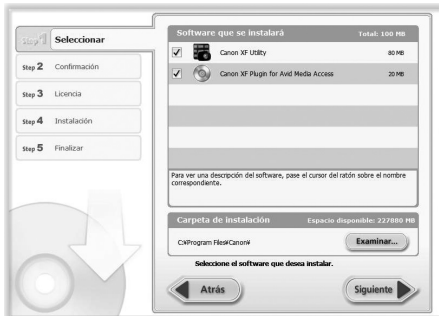 Step 1 Seleccionar
Step 2 Confirmación
Step 3 Licencia
Step 4 Instalación
Step 5 Finalizar
Software que se instalará Total: 100 MB
Canon XF Utility 80 MB
Canon XF Plugin for Avid Media Access 20 MB
Para ver una descripción del software, pase el cursor del ratón sobre el nombre
correspondiente.
Carpeta de instalación Espacio disponible: 227880 MB
C:¥Program Files¥Canon¥ Examinar...
Seleccione el software que desea instalar.
Atrás Siguiente